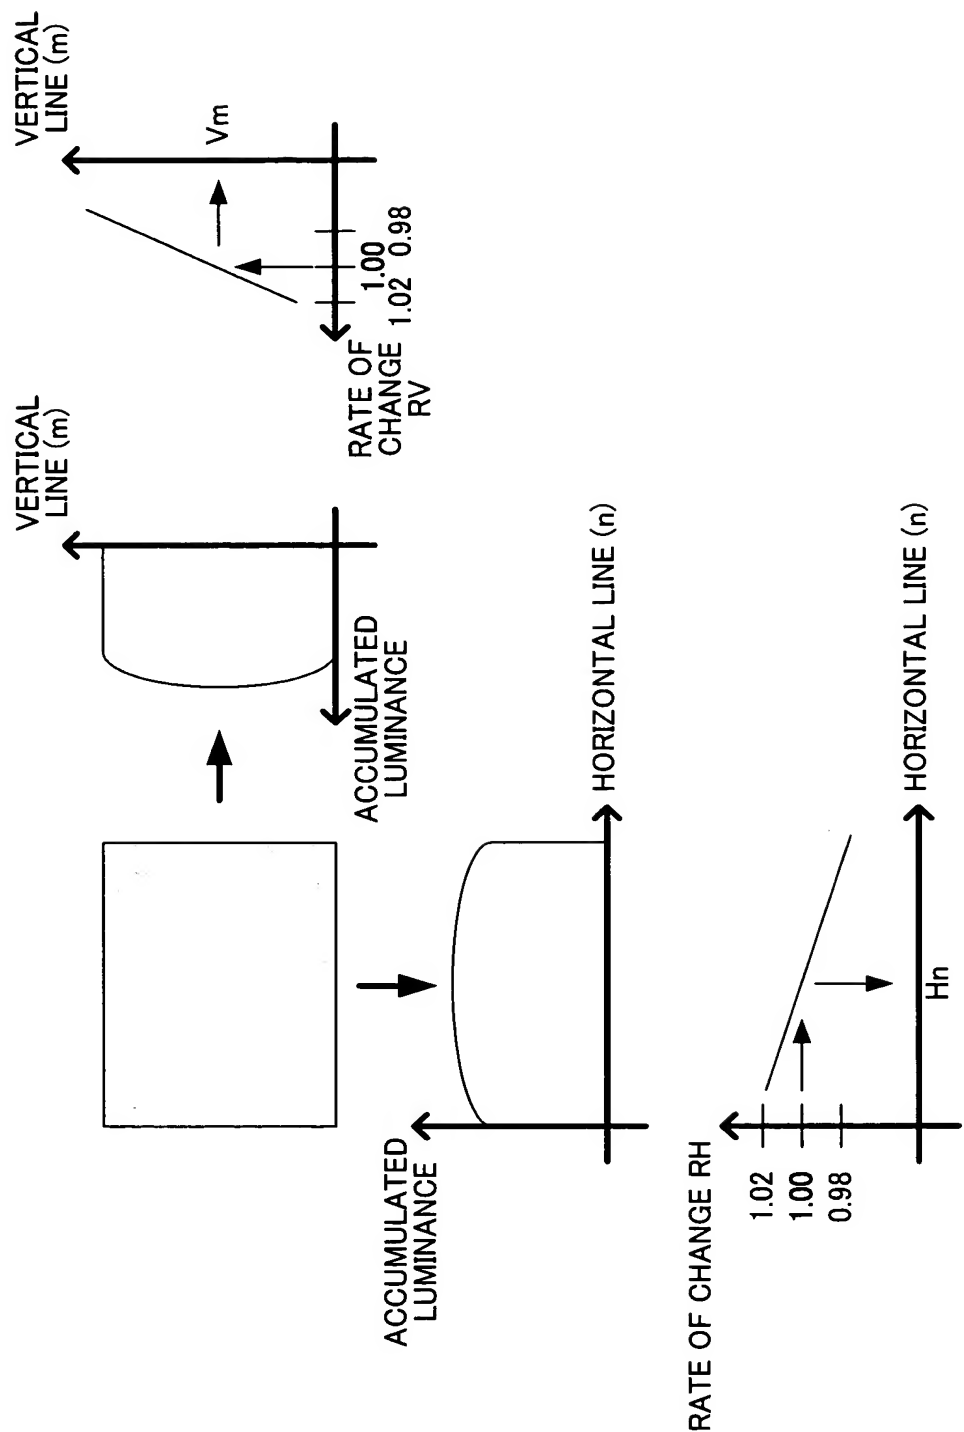 VERTICAL
LINE (m)
Vm
0.98
1.00
1.02
RATE OF
CHANGE
RV
VERTICAL
LINE (m)
ACCUMULATED
LUMINANCE
HORIZONTAL LINE (n)
ACCUMULATED
LUMINANCE
RATE OF CHANGE RH
1.02
1.00
0.98
Hn
HORIZONTAL LINE (n)